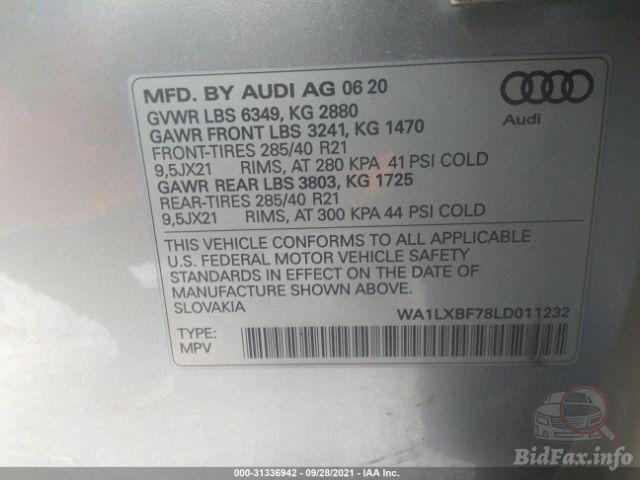 MFD. BY AUDI AG 06 20
GVWR LBS 6349, KG 2880
GAWR FRONT LBS 3241, KG 1470
FRONT-TIRES 285/40 R21
9,5JX21 RIMS, AT 280 KPA 41 PSI COLD
GAWR REAR LBS 3803, KG 1725
REAR-TIRES 285/40 R21
9,5JX21 RIMS, AT 300 KPA 44 PSI COLD
Audi
THIS VEHICLE CONFORMS TO ALL APPLICABLE
U.S. FEDERAL MOTOR VEHICLE SAFETY
STANDARDS IN EFFECT ON THE DATE OF
MANUFACTURE SHOWN ABOVE.
SLOVAKIA
WA1LXBF78LD011232
TYPE:
MPV
BidFax.info
000-31336942 - 09/28/2021 - IAA Inc.